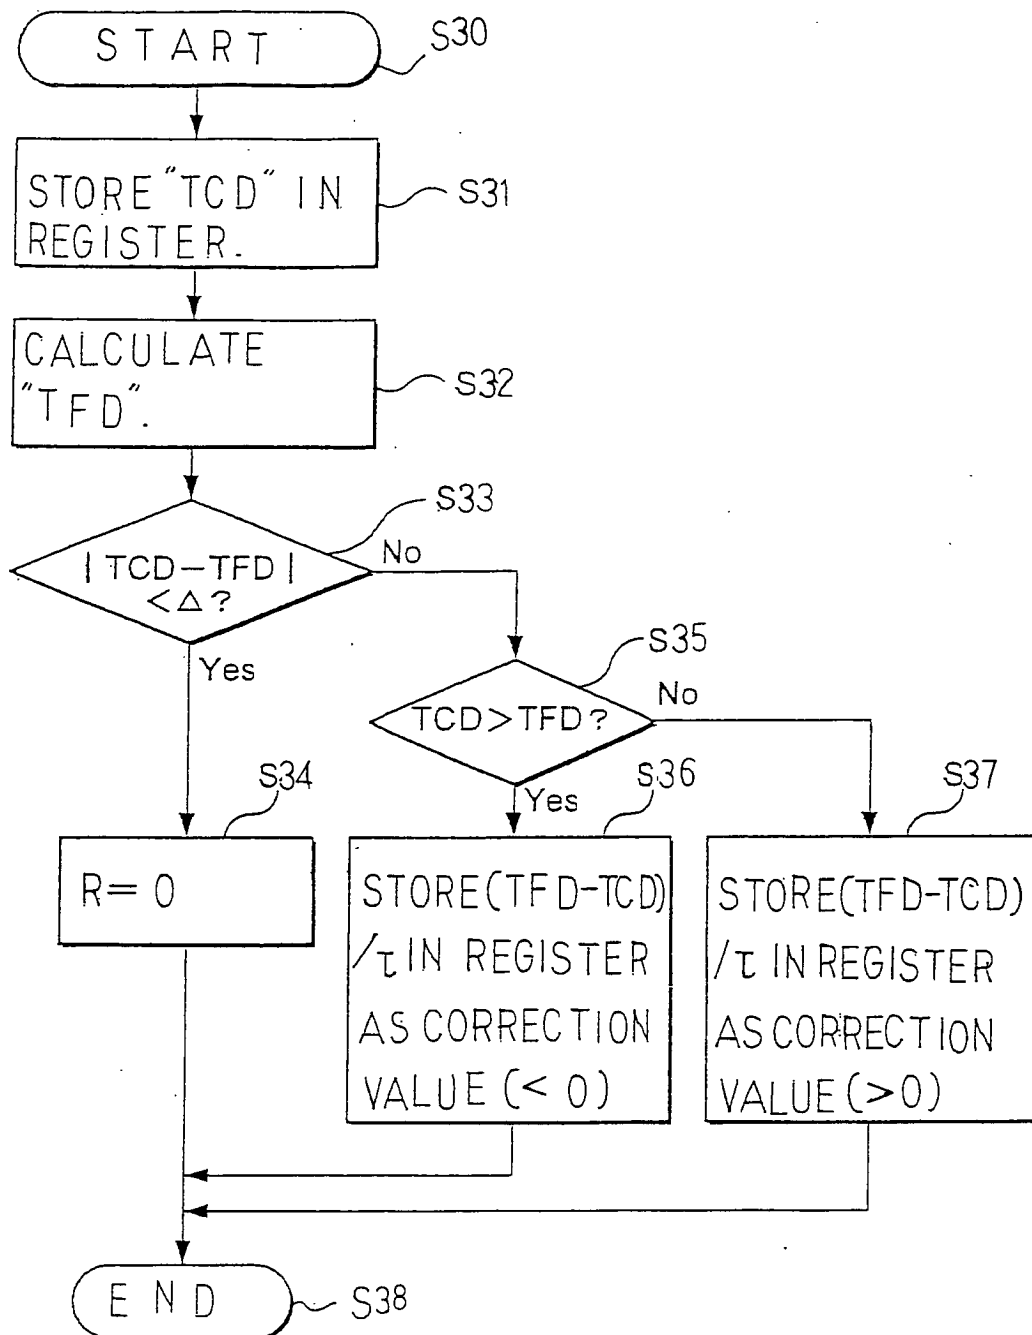 START
S30
STORE "TCD" IN
REGISTER.
S31
CALCULATE
"TFD".
S32
S33
| TCD-TFD |
<Δ?
No
Yes
S35
TCD>TFD?
No
Yes
S34
R=0
S36
STORE(TFD-TCD)
/τ IN REGISTER
AS CORRECTION
VALUE (< 0)
S37
STORE(TFD-TCD)
/τ IN REGISTER
AS CORRECTION
VALUE (>0)
END
S38